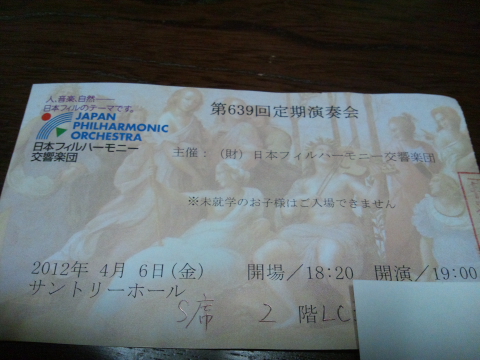 人、音楽、自然──
日本フィルのテーマです。
JAPAN
PHILHARMONIC
ORCHESTRA
日本フィルハーモニー
交響楽団
第639回定期演奏会
主催：（財）日本フィルハーモニー交響楽団
※未就学のお子様はご入場できません
2012年 4月 6日(金) 開場／18:20 開演／19:00
サントリーホール
S席 2 階LC